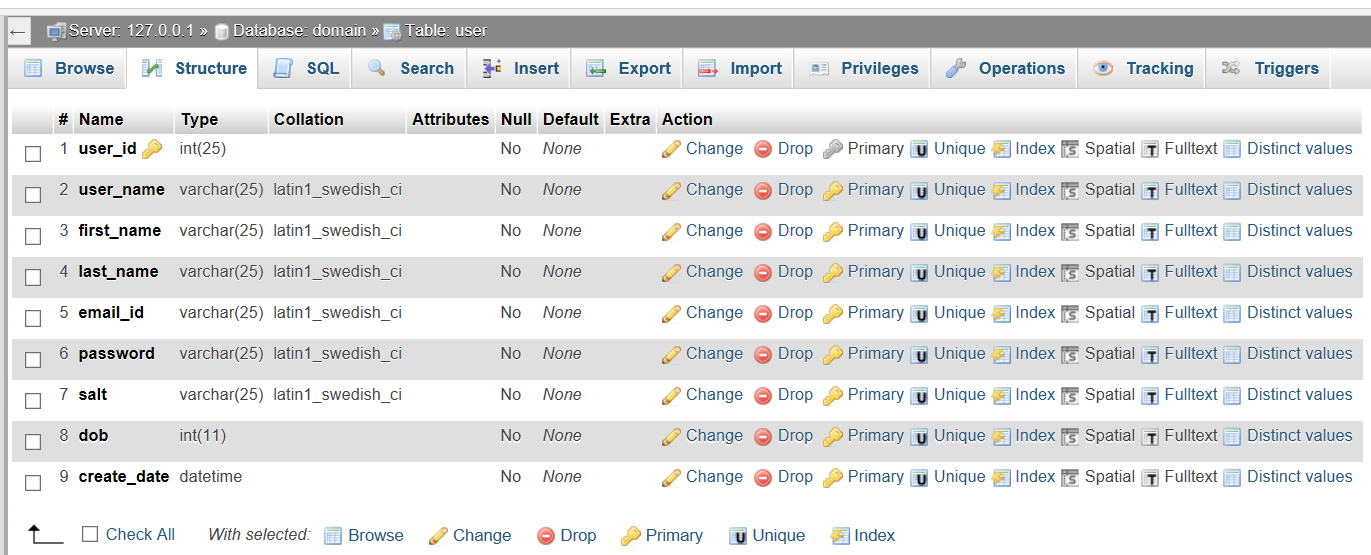 ← Server: 127.0.0.1 » Database: domain » Table: user
Browse Structure SQL Search Insert Export Import Privileges Operations Tracking Triggers
# Name Type Collation Attributes Null Default Extra Action
1 user_id int(25) No None Change Drop Primary Unique Index Spatial Fulltext Distinct values
2 user_name varchar(25) latin1_swedish_ci No None Change Drop Primary Unique Index Spatial Fulltext Distinct values
3 first_name varchar(25) latin1_swedish_ci No None Change Drop Primary Unique Index Spatial Fulltext Distinct values
4 last_name varchar(25) latin1_swedish_ci No None Change Drop Primary Unique Index Spatial Fulltext Distinct values
5 email_id varchar(25) latin1_swedish_ci No None Change Drop Primary Unique Index Spatial Fulltext Distinct values
6 password varchar(25) latin1_swedish_ci No None Change Drop Primary Unique Index Spatial Fulltext Distinct values
7 salt varchar(25) latin1_swedish_ci No None Change Drop Primary Unique Index Spatial Fulltext Distinct values
8 dob int(11) No None Change Drop Primary Unique Index Spatial Fulltext Distinct values
9 create_date datetime No None Change Drop Primary Unique Index Spatial Fulltext Distinct values
Check All With selected: Browse Change Drop Primary Unique Index